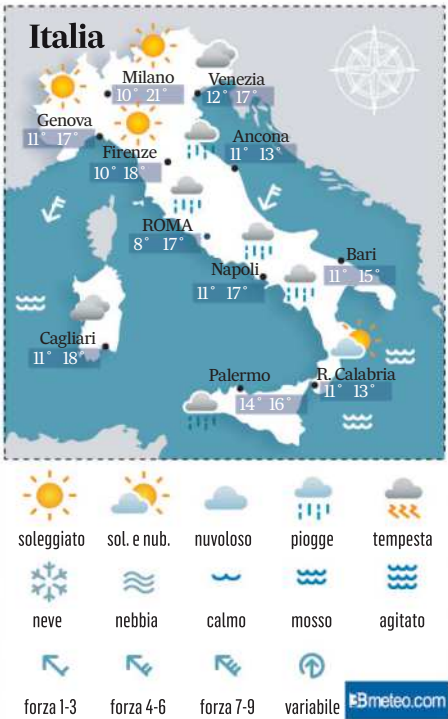 Italia
Milano
10° 21°
Venezia
12° 17°
Genova
11° 17°
Firenze
10° 18°
Ancona
11° 13°
ROMA
8° 17°
Napoli
11° 17°
Bari
11° 15°
Cagliari
11° 18°
Palermo
14° 16°
R. Calabria
11° 13°
soleggiato sol. e nub. nuvoloso piogge tempesta
neve nebbia calmo mosso agitato
forza 1-3 forza 4-6 forza 7-9 variabile
3Bmeteo.com